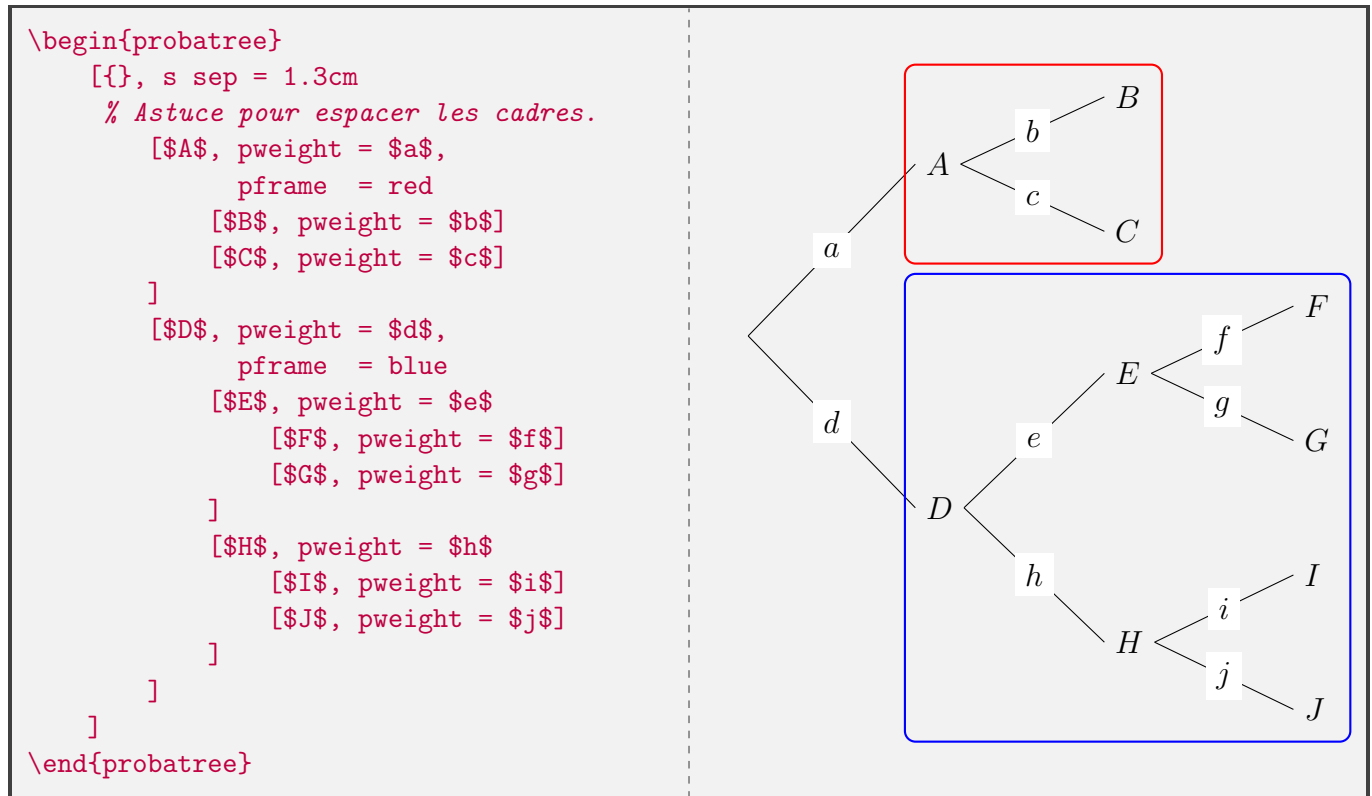 \begin{probatree}
    [{}, s sep = 1.3cm
     % Astuce pour espacer les cadres.
        [$A$, pweight = $a$,
              pframe  = red
            [$B$, pweight = $b$]
            [$C$, pweight = $c$]
        ]
        [$D$, pweight = $d$,
              pframe  = blue
            [$E$, pweight = $e$
                [$F$, pweight = $f$]
                [$G$, pweight = $g$]
            ]
            [$H$, pweight = $h$
                [$I$, pweight = $i$]
                [$J$, pweight = $j$]
            ]
        ]
    ]
\end{probatree}
B
b
A
c
C
a
F
f
E
g
G
e
d
D
h
I
i
H
j
J